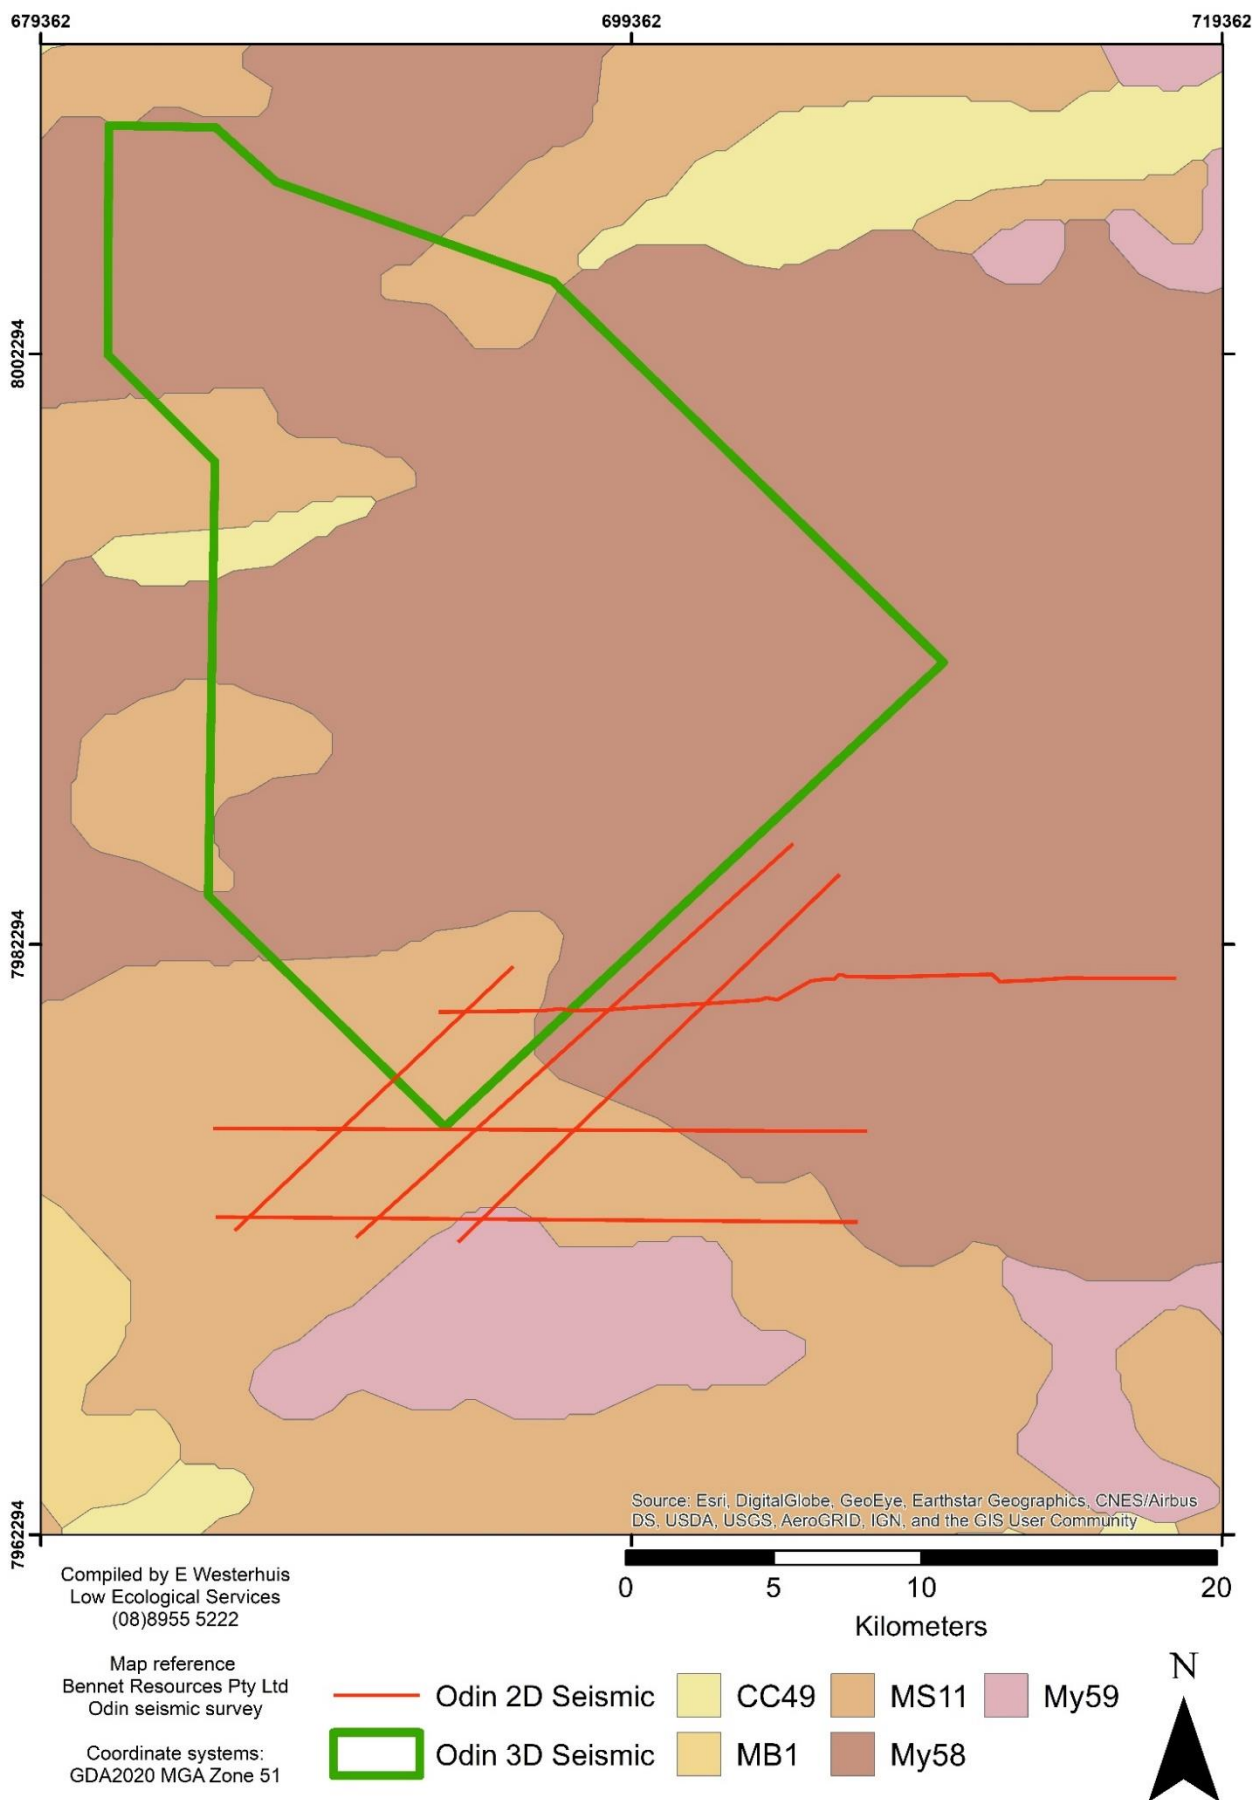 679362
699362
719362
8002294
7982294
7962294
Source: Esri, DigitalGlobe, GeoEye, Earthstar Geographics, CNES/Airbus
DS, USDA, USGS, AeroGRID, IGN, and the GIS User Community
0
5
10
20
Kilometers
Compiled by E Westerhuis
Low Ecological Services
(08)8955 5222
Map reference
Bennet Resources Pty Ltd
Odin seismic survey
Coordinate systems:
GDA2020 MGA Zone 51
Odin 2D Seismic
Odin 3D Seismic
CC49
MB1
MS11
My58
My59
N